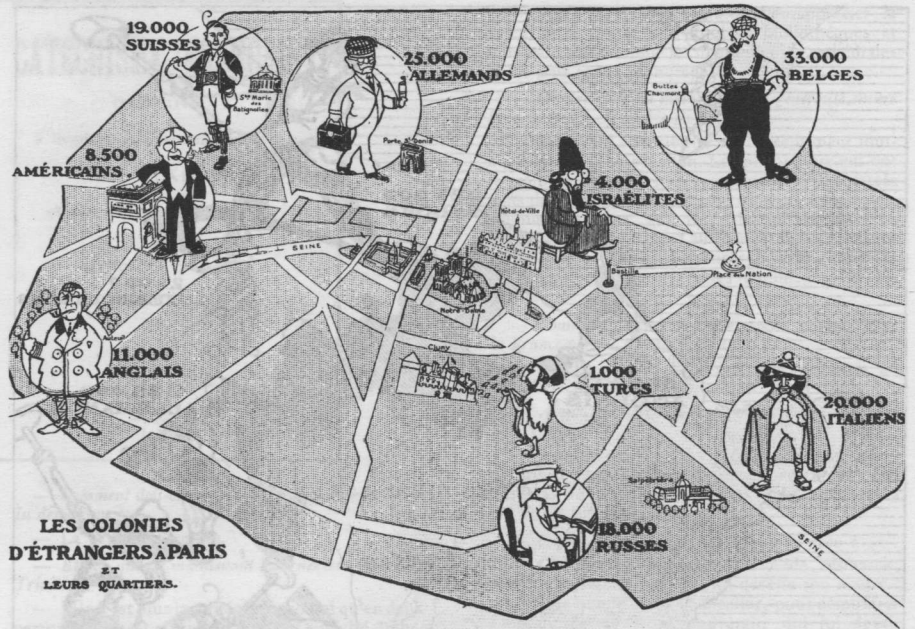 19.000
SUISSES
Ste Marie
des
Batignolles
25.000
ALLEMANDS
Porte St Denis
33.000
BELGES
Buttes
Chaumont
8.500
AMÉRICAINS.
4.000
ISRAÉLITES
Hôtel-de-Ville
SEINE
Bastille
Place de la Nation
Notre-Dame
Auteuil
11.000
ANGLAIS
Cluny
1.000
TURCS
20.000
ITALIENS
Salpêtrière
18.000
RUSSES
SEINE
LES COLONIES
D'ÉTRANGERS À PARIS
ET
LEURS QUARTIERS.